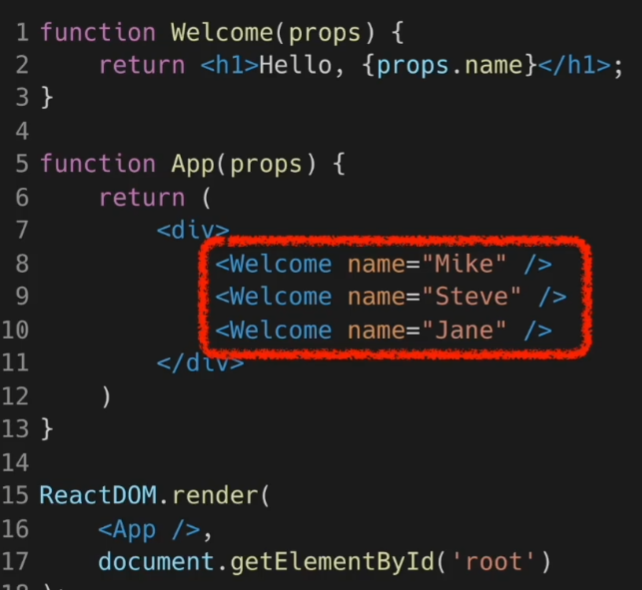 1 function Welcome(props) {
2 return <h1>Hello, {props.name}</h1>;
3 }
4
5 function App(props) {
6 return (
7 <div>
8 <Welcome name="Mike" />
9 <Welcome name="Steve" />
10 <Welcome name="Jane" />
11 </div>
12 )
13 }
14
15 ReactDOM.render(
16 <App />,
17 document.getElementById('root')